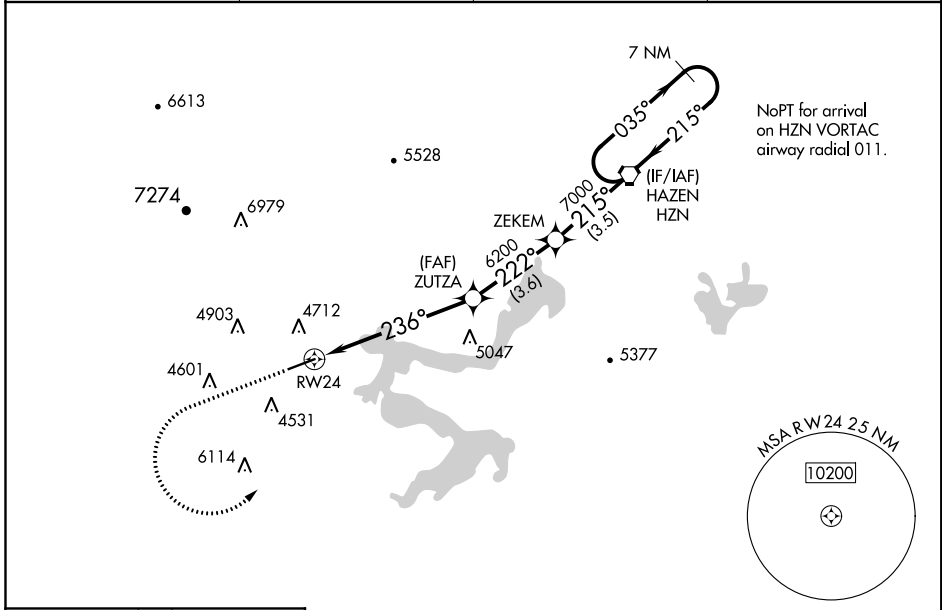 7 NM
6613
035°
215°
NoPT for arrival
on HZN VORTAC
airway radial 011.
5528
(IF/IAF)
HAZEN
HZN
7274
6979
7000
215°
(3.5)
ZEKEM
6200
222°
(3.6)
(FAF)
ZUTZA
4903
4712
236°
5047
5377
4601
RW24
4531
6114
MSA RW24 25 NM
10200